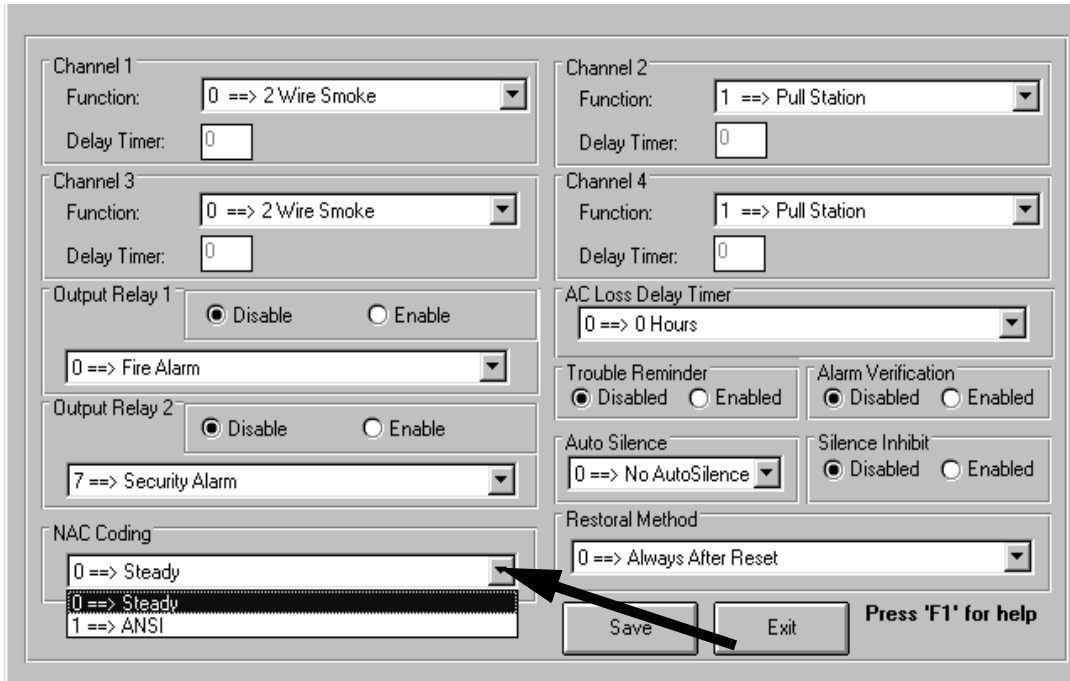 Channel 1
Function: 0 ==> 2 Wire Smoke
Delay Timer: 0
Channel 2
Function: 1 ==> Pull Station
Delay Timer: 0
Channel 3
Function: 0 ==> 2 Wire Smoke
Delay Timer: 0
Channel 4
Function: 1 ==> Pull Station
Delay Timer: 0
Output Relay 1
Disable Enable
0 ==> Fire Alarm
AC Loss Delay Timer
0 ==> 0 Hours
Trouble Reminder
Disabled Enabled
Alarm Verification
Disabled Enabled
Output Relay 2
Disable Enable
7 ==> Security Alarm
Auto Silence
0 ==> No AutoSilence
Silence Inhibit
Disabled Enabled
NAC Coding
0 ==> Steady
0 ==> Steady
1 ==> ANSI
Restoral Method
0 ==> Always After Reset
Save
Exit
Press 'F1' for help